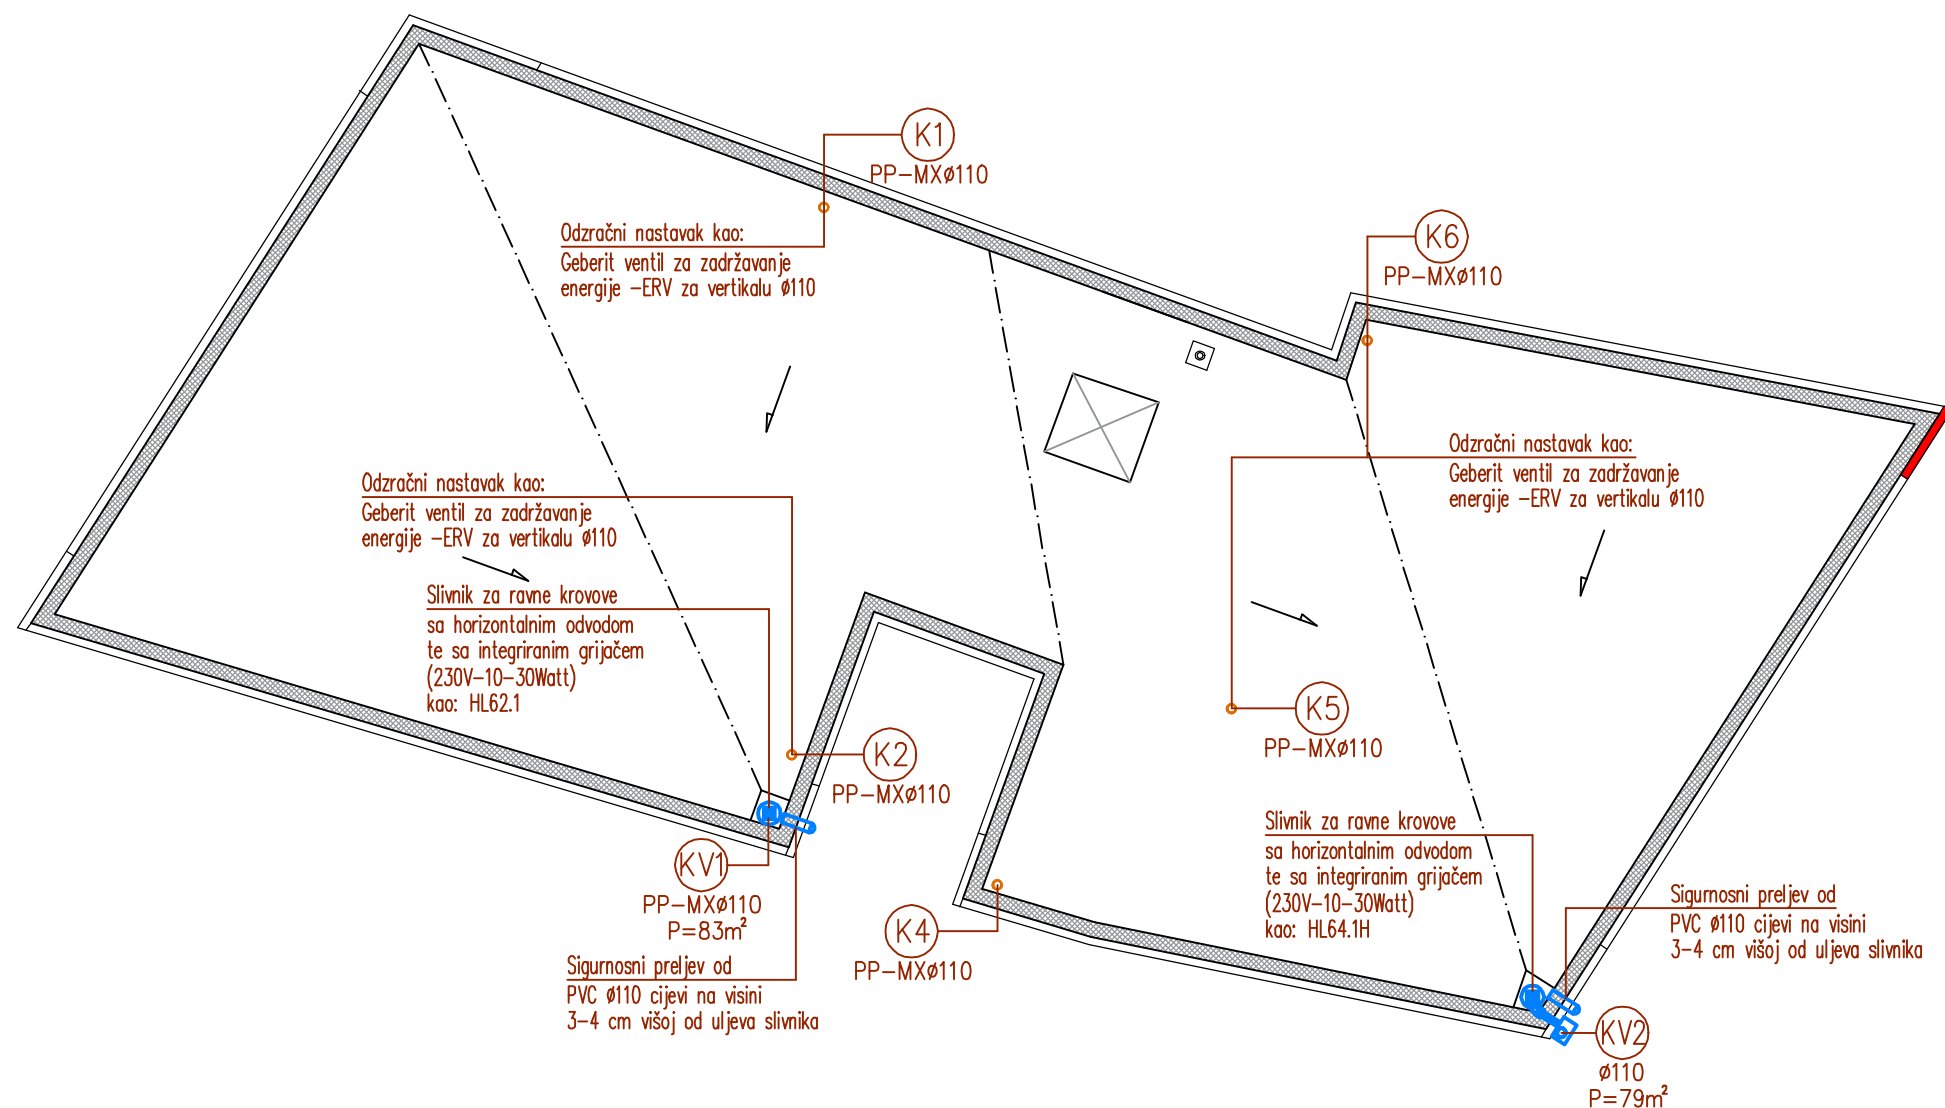 K1
PP-MXø110
Odzračni nastavak kao:
Geberit ventil za zadržavanje
energije -ERV za vertikalu ø110
K6
PP-MXø110
Odzračni nastavak kao:
Geberit ventil za zadržavanje
energije -ERV za vertikalu ø110
Odzračni nastavak kao:
Geberit ventil za zadržavanje
energije -ERV za vertikalu ø110
Slivnik za ravne krovove
sa horizontalnim odvodom
te sa integriranim grijačem
(230V-10-30Watt)
kao: HL62.1
K5
PP-MXø110
K2
PP-MXø110
KV1
PP-MXø110
P=83m²
Sigurnosni preljev od
PVC ø110 cijevi na visini
3-4 cm višoj od uljeva slivnika
K4
PP-MXø110
Slivnik za ravne krovove
sa horizontalnim odvodom
te sa integriranim grijačem
(230V-10-30Watt)
kao: HL64.1H
Sigurnosni preljev od
PVC ø110 cijevi na visini
3-4 cm višoj od uljeva slivnika
KV2
ø110
P=79m²